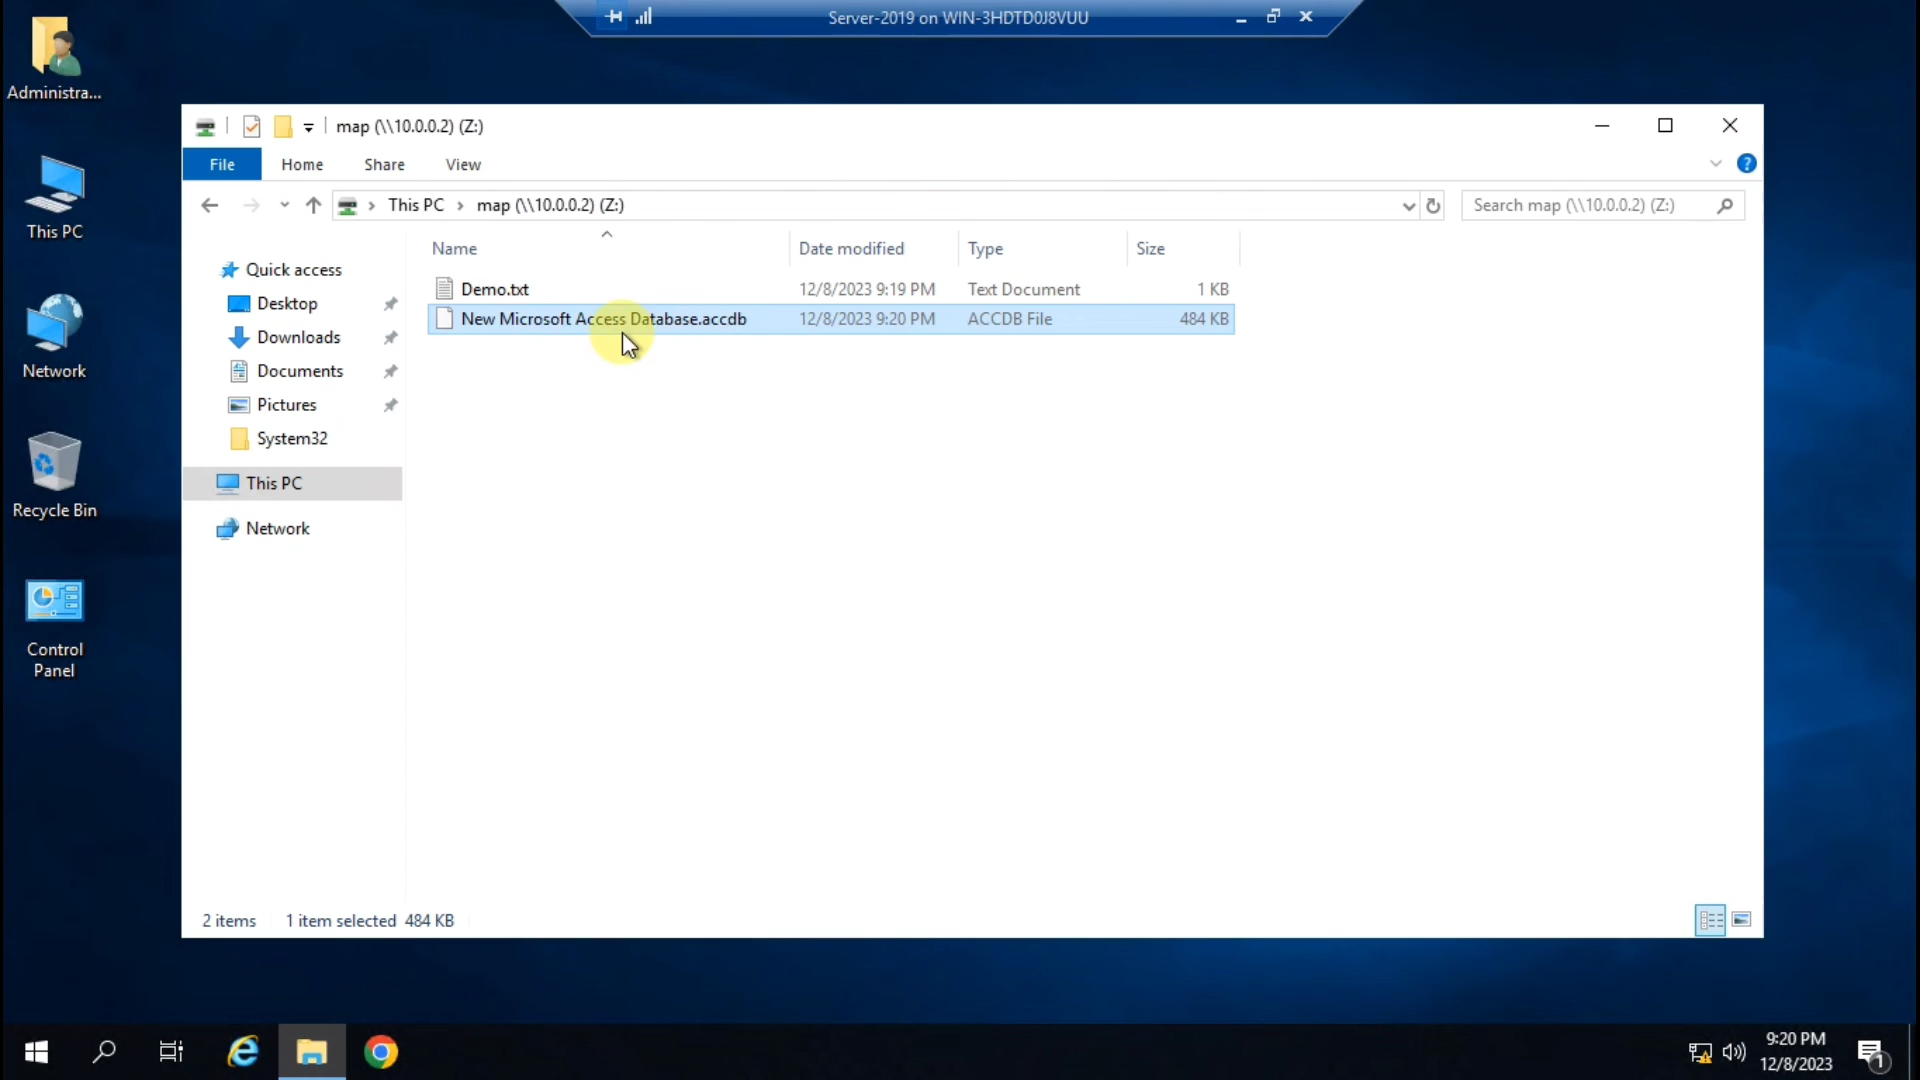 Server-2019 on WIN-3HDTD0J8VUU
Administra...
This PC
Network
Recycle Bin
Control
Panel
map (\\10.0.0.2) (Z:)
File Home Share View
This PC > map (\\10.0.0.2) (Z:)
Search map (\\10.0.0.2) (Z:)
Name Date modified Type Size
Demo.txt 12/8/2023 9:19 PM Text Document 1 KB
New Microsoft Access Database.accdb 12/8/2023 9:20 PM ACCDB File 484 KB
Quick access
Desktop
Downloads
Documents
Pictures
System32
This PC
Network
2 items 1 item selected 484 KB
9:20 PM
12/8/2023
1